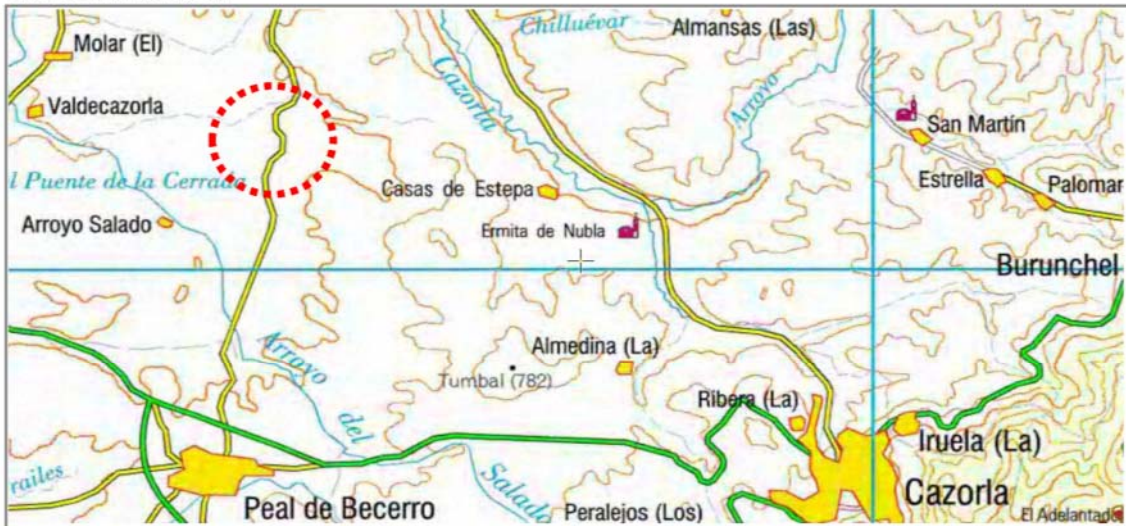 Molar (El)
Chilluévar
Almansas (Las)
Cazorla
Arroyo
Valdecazorla
San Martín
l Puente de la Cerrada
Casas de Estepa
Estrella
Palomar
Arroyo Salado
Ermita de Nubla
Burunchel
Arroyo
Almedina (La)
Tumbal (782)
del
Ribera (La)
Iruela (La)
railes
Salado
Peal de Becerro
Peralejos (Los)
Cazorla
El Adelantado